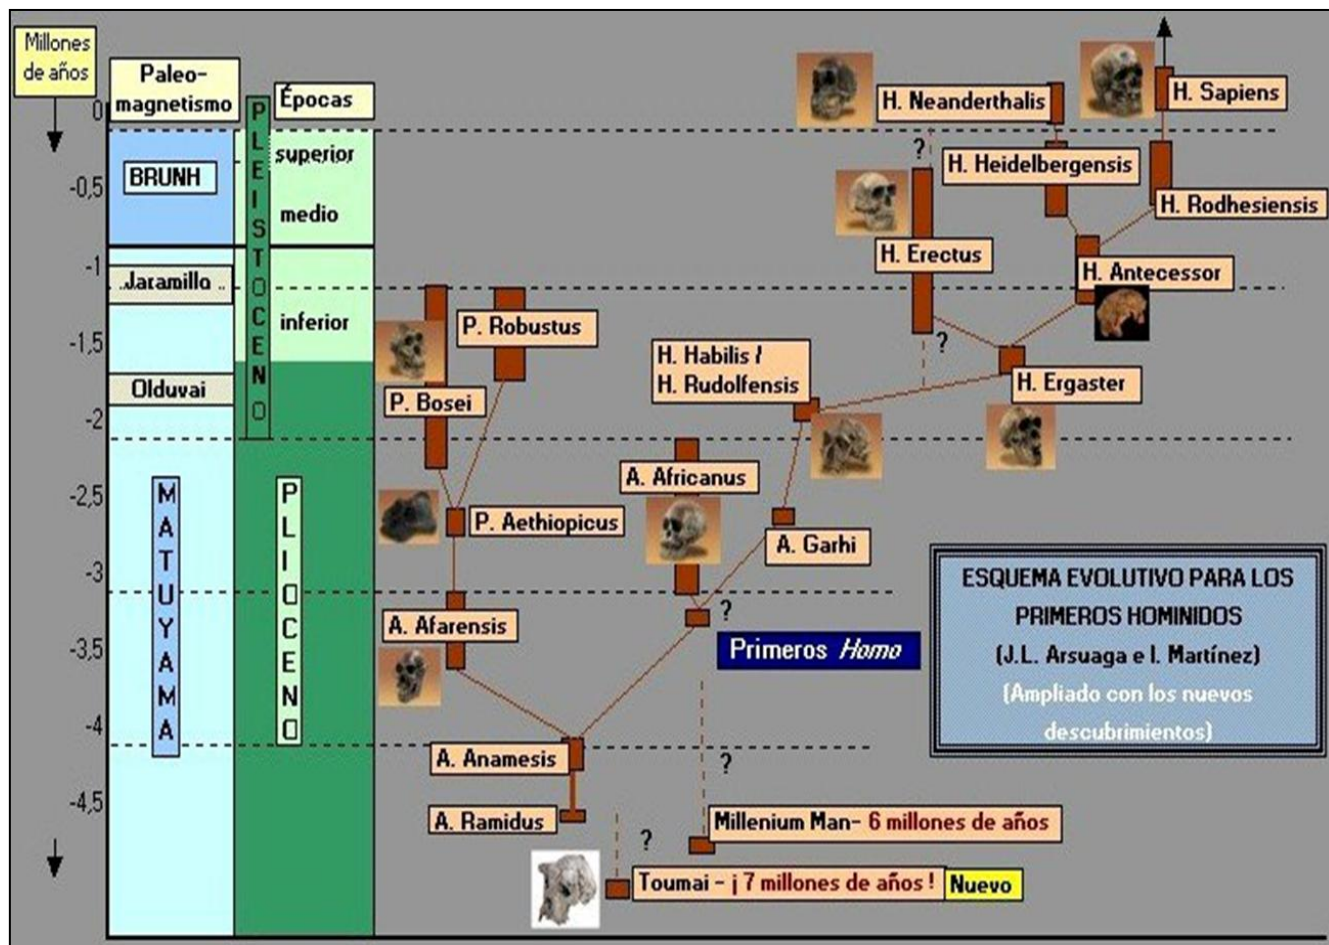 Millones
de años
Paleo-
magnetismo
Épocas
0
-0,5
-1
-1,5
-2
-2,5
-3
-3,5
-4
-4,5
BRUNH
Jaramillo
Olduvai
MATUYAMA
PLEISTOCENO
superior
medio
inferior
PLIOCENO
H. Neanderthalis
H. Sapiens
?
H. Heidelbergensis
H. Rodhesiensis
H. Erectus
H. Antecessor
?
P. Robustus
H. Habilis /
H. Rudolfensis
H. Ergaster
P. Bosei
A. Africanus
P. Aethiopicus
A. Garhi
A. Afarensis
?
Primeros Homo
ESQUEMA EVOLUTIVO PARA LOS
PRIMEROS HOMINIDOS
(J.L. Arsuaga e I. Martínez)
(Ampliado con los nuevos
descubrimientos)
A. Anamesis
?
A. Ramidus
Millenium Man- 6 millones de años
?
Toumai - ¡ 7 millones de años ! Nuevo